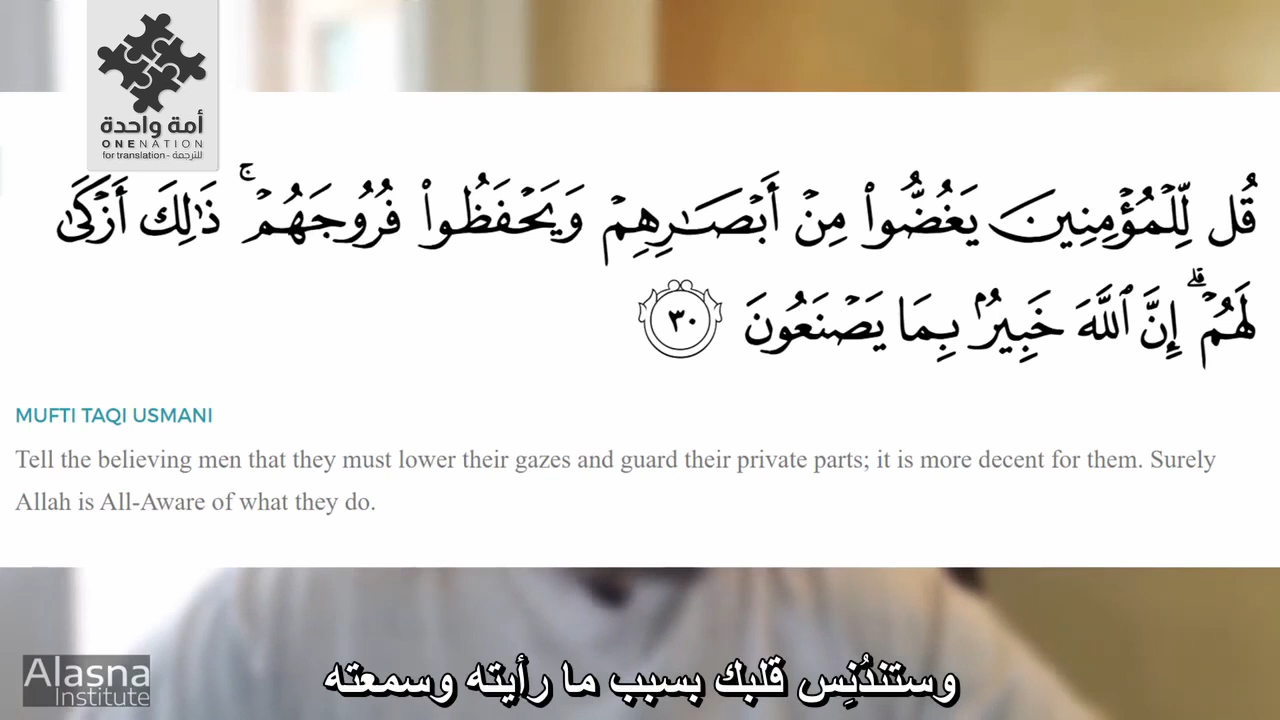 أمة واحدة
ONENATION
for translation - للترجمة
قُل لِّلْمُؤْمِنِينَ يَغُضُّوا۟ مِنْ أَبْصَـٰرِهِمْ وَيَحْفَظُوا۟ فُرُوجَهُمْ ۚ ذَٰلِكَ أَزْكَىٰ
لَهُمْ ۗ إِنَّ ٱللَّهَ خَبِيرٌۢ بِمَا يَصْنَعُونَ ٣٠
MUFTI TAQI USMANI
Tell the believing men that they must lower their gazes and guard their private parts; it is more decent for them. Surely
Allah is All-Aware of what they do.
وستندُنِس قلبك بسبب ما رأيته وسمعته
Alasna
Institute